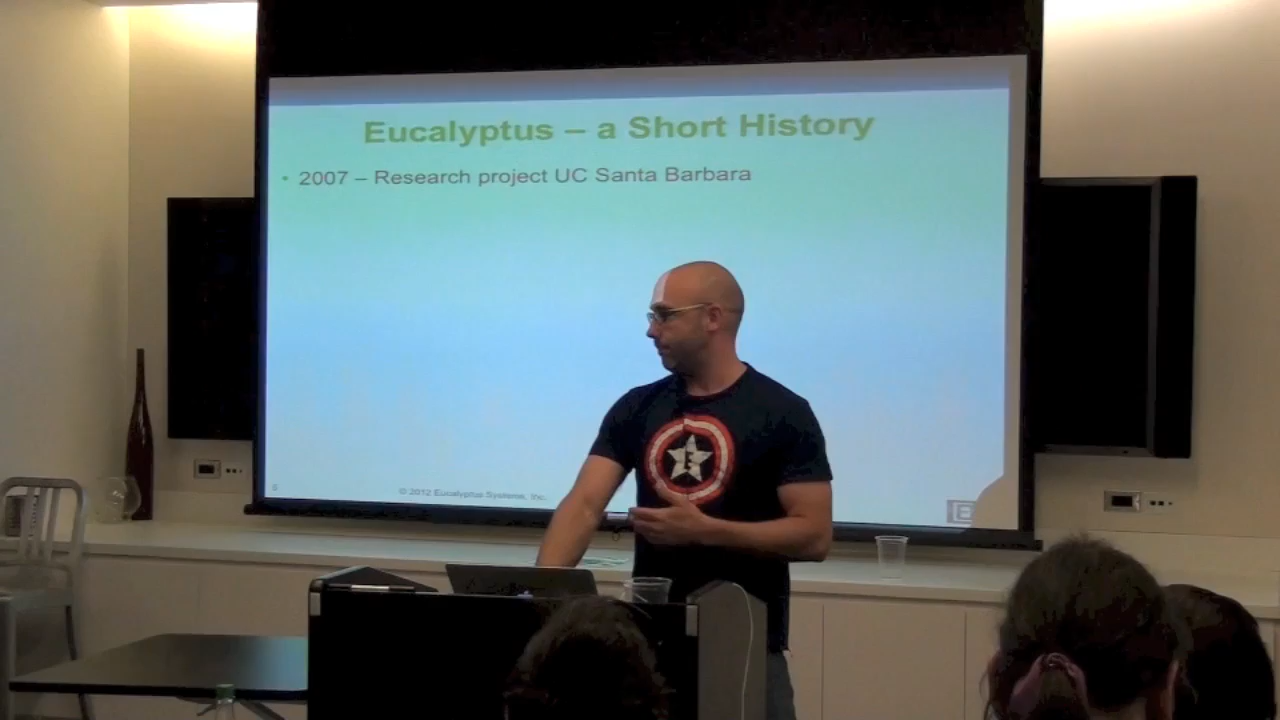 Eucalyptus – a Short History
• 2007 – Research project UC Santa Barbara
© 2012 Eucalyptus Systems, Inc.
E